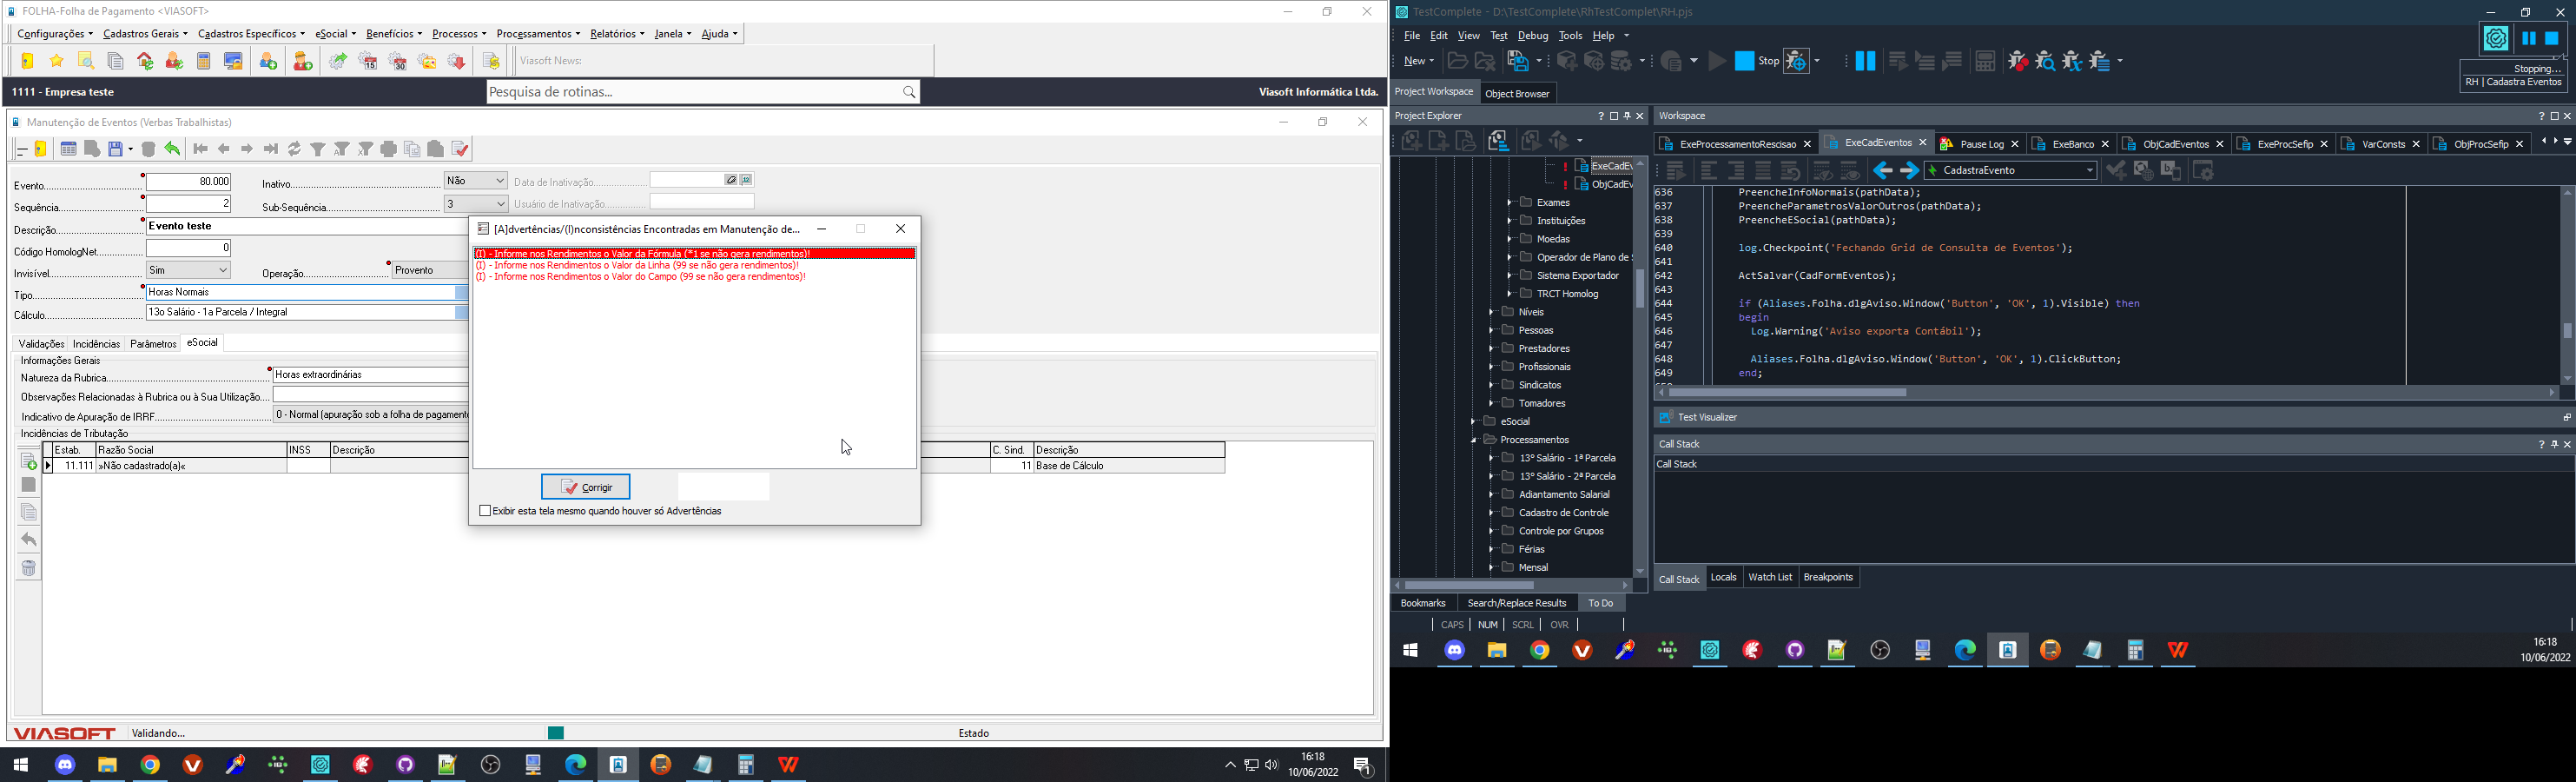 FOLHA-Folha de Pagamento <VIASOFT>
Configurações Cadastros Gerais Cadastros Específicos eSocial Benefícios Processos Processamentos Relatórios Janela Ajuda
Viasoft News:
1111 - Empresa teste
Pesquisa de rotinas...
Viasoft Informática Ltda.
Manutenção de Eventos (Verbas Trabalhistas)
Evento 80.000 Inativo Não Data de Inativação
Sequência 2 Sub-Sequência 3 Usuário de Inativação
Descrição Evento teste
Código HomologNet 0
Invisível Sim Operação Provento
Tipo Horas Normais
Cálculo 13o Salário - 1a Parcela / Integral
Validações Incidências Parâmetros eSocial
Informações Gerais
Natureza da Rubrica Horas extraordinárias
Observações Relacionadas à Rubrica ou à Sua Utilização....
Indicativo de Apuração de IRRF 0 - Normal (apuração sob a folha de pagamento
Incidências de Tributação
Estab. Razão Social INSS Descrição C. Sind. Descrição
11.111 »Não cadastrado(a)« 11 Base de Cálculo
[A]dvertências/(I)nconsistências Encontradas em Manutenção de...
(I) - Informe nos Rendimentos o Valor da Fórmula (*1 se não gera rendimentos)!
(I) - Informe nos Rendimentos o Valor da Linha (99 se não gera rendimentos)!
(I) - Informe nos Rendimentos o Valor do Campo (99 se não gera rendimentos)!
Corrigir
Exibir esta tela mesmo quando houver só Advertências
VIASOFT Validando... Estado
16:18
10/06/2022
TestComplete - D:\TestComplete\RhTestComplet\RH.pjs
File Edit View Test Debug Tools Help
New Stop
Stopping...
RH | Cadastra Eventos
Project Workspace Object Browser
Project Explorer
ExeCadEv
ObjCadEv
Exames
Instituições
Moedas
Operador de Plano de S
Sistema Exportador
TRCT Homolog
Níveis
Pessoas
Prestadores
Profissionais
Sindicatos
Tomadores
eSocial
Processamentos
13º Salário - 1ª Parcela
13º Salário - 2ª Parcela
Adiantamento Salarial
Cadastro de Controle
Controle por Grupos
Férias
Mensal
Bookmarks Search/Replace Results To Do
CAPS NUM SCRL OVR
Workspace
ExeProcessamentoRescisao ExeCadEventos Pause Log ExeBanco ObjCadEventos ExeProcSefip VarConsts ObjProcSefip
CadastraEvento
636 PreencheInfoNormais(pathData);
637 PreencheParametrosValorOutros(pathData);
638 PreencheESocial(pathData);
639
640 log.Checkpoint('Fechando Grid de Consulta de Eventos');
641
642 ActSalvar(CadFormEventos);
643
644 if (Aliases.Folha.dlgAviso.Window('Button', 'OK', 1).Visible) then
645 begin
646 Log.Warning('Aviso exporta Contábil');
647
648 Aliases.Folha.dlgAviso.Window('Button', 'OK', 1).ClickButton;
649 end;
Test Visualizer
Call Stack
Call Stack
Call Stack Locals Watch List Breakpoints
16:18
10/06/2022